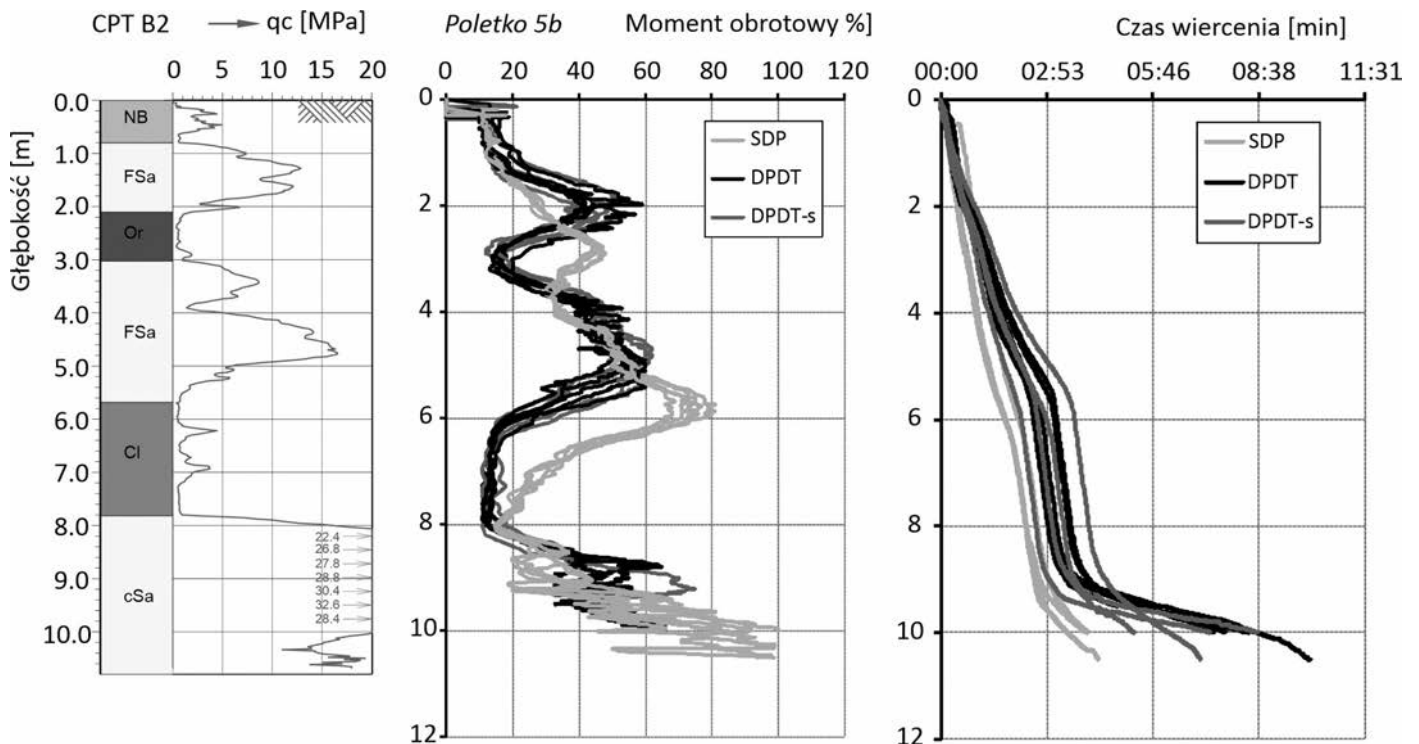 CPT B2 qc [MPa]
0 5 10 15 20
Głębokość [m]
0.0
1.0
2.0
3.0
4.0
5.0
6.0
7.0
8.0
9.0
10.0
NB
FSa
Or
FSa
Cl
cSa
22.4
26.8
27.8
28.8
30.4
32.6
28.4
Poletko 5b Moment obrotowy %]
0 20 40 60 80 100 120
0
2
4
6
8
10
12
SDP
DPDT
DPDT-s
Czas wiercenia [min]
00:00 02:53 05:46 08:38 11:31
0
2
4
6
8
10
12
SDP
DPDT
DPDT-s